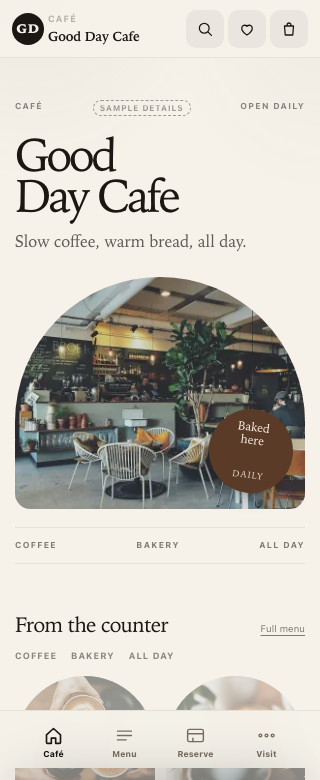 GD
CAFÉ
Good Day Cafe
CAFÉ
SAMPLE DETAILS
OPEN DAILY
Good
Day Cafe
Slow coffee, warm bread, all day.
Baked
here
DAILY
COFFEE
BAKERY
ALL DAY
From the counter
Full menu
COFFEE
BAKERY
ALL DAY
Café
Menu
Reserve
Visit